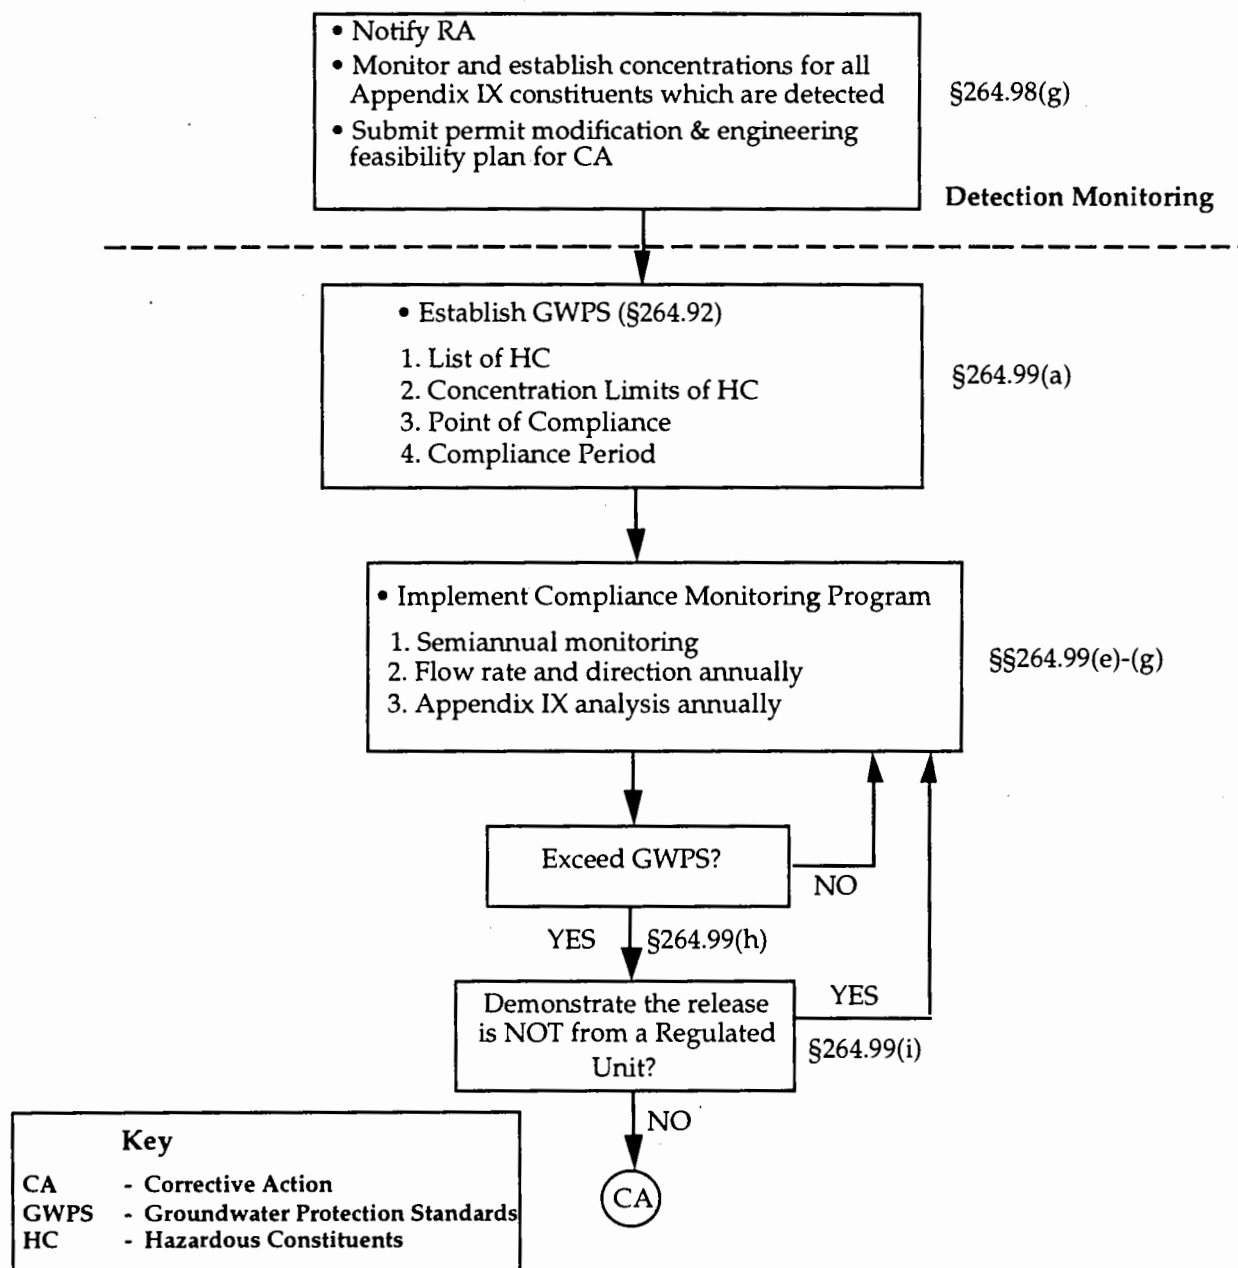 • Notify RA
• Monitor and establish concentrations for all
Appendix IX constituents which are detected
• Submit permit modification & engineering
feasibility plan for CA
§264.98(g)
Detection Monitoring
• Establish GWPS (§264.92)
1. List of HC
2. Concentration Limits of HC
3. Point of Compliance
4. Compliance Period
§264.99(a)
• Implement Compliance Monitoring Program
1. Semiannual monitoring
2. Flow rate and direction annually
3. Appendix IX analysis annually
§§264.99(e)-(g)
Exceed GWPS?
NO
YES
§264.99(h)
Demonstrate the release
is NOT from a Regulated
Unit?
YES
§264.99(i)
NO
CA
Key
CA - Corrective Action
GWPS - Groundwater Protection Standards
HC - Hazardous Constituents